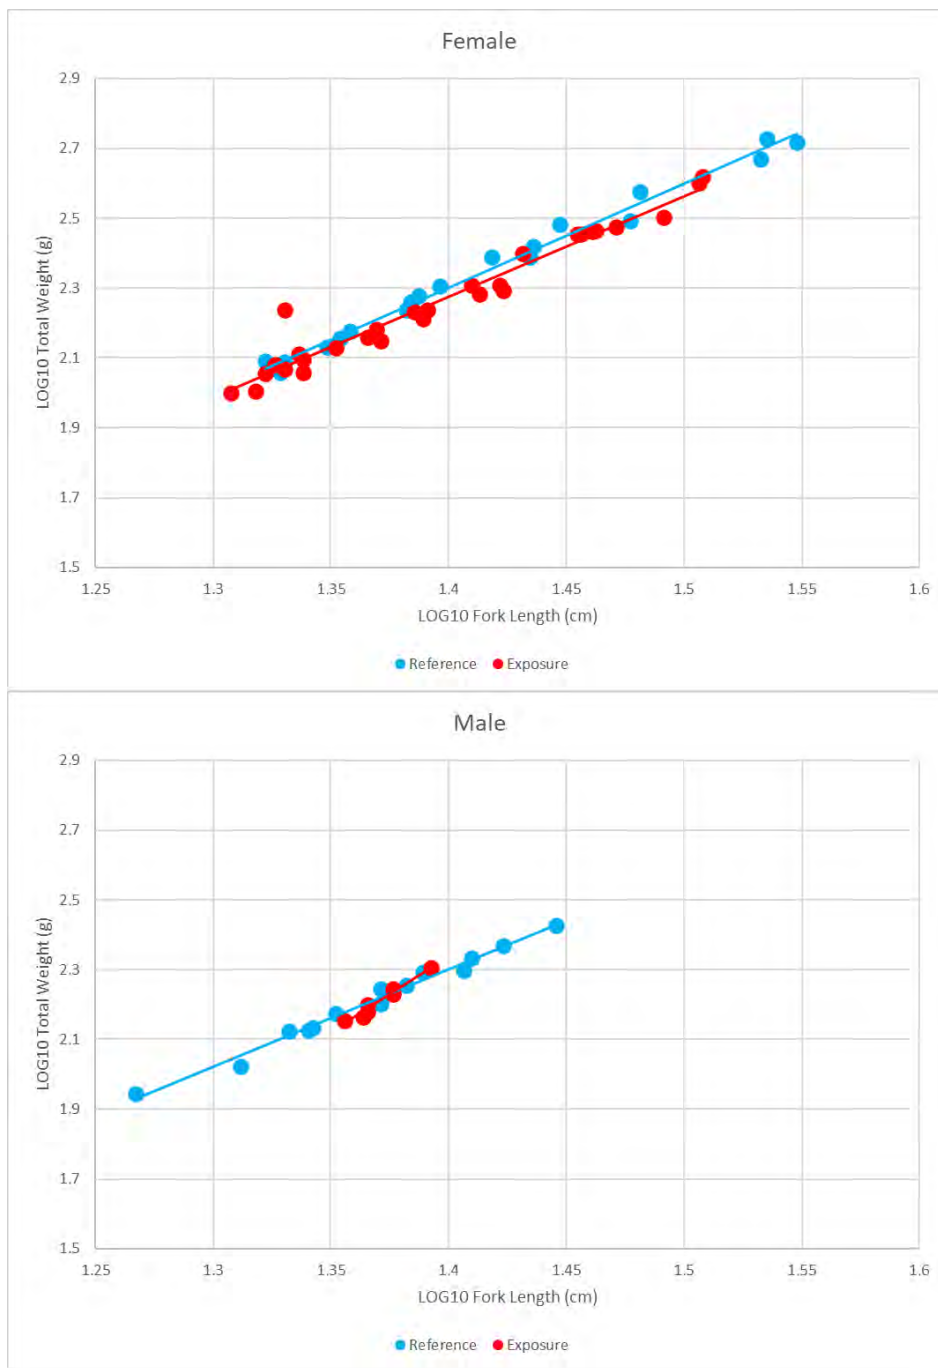 Female
2.9
2.7
2.5
2.3
2.1
1.9
1.7
1.5
LOG10 Total Weight (g)
1.25 1.3 1.35 1.4 1.45 1.5 1.55 1.6
LOG10 Fork Length (cm)
Reference Exposure
Male
2.9
2.7
2.5
2.3
2.1
1.9
1.7
1.5
LOG10 Total Weight (g)
1.25 1.3 1.35 1.4 1.45 1.5 1.55 1.6
LOG10 Fork Length (cm)
Reference Exposure